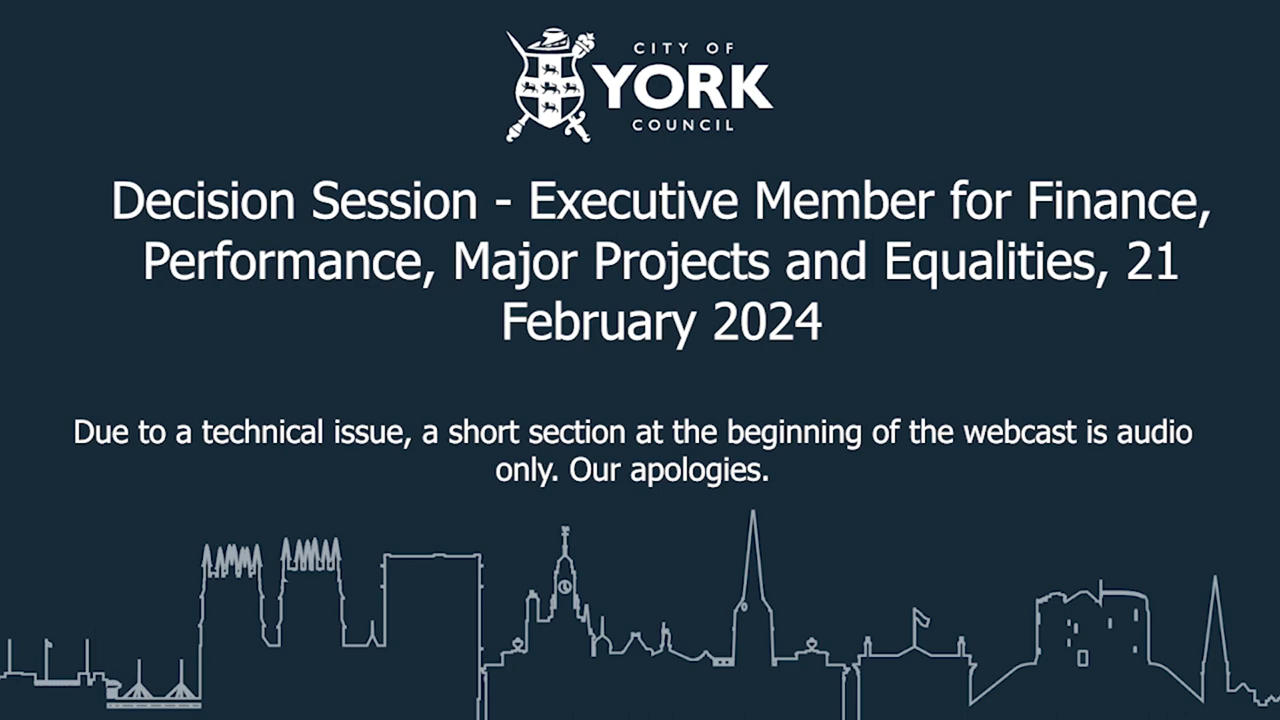 CITY OF
YORK
COUNCIL
Decision Session - Executive Member for Finance,
Performance, Major Projects and Equalities, 21
February 2024
Due to a technical issue, a short section at the beginning of the webcast is audio
only. Our apologies.